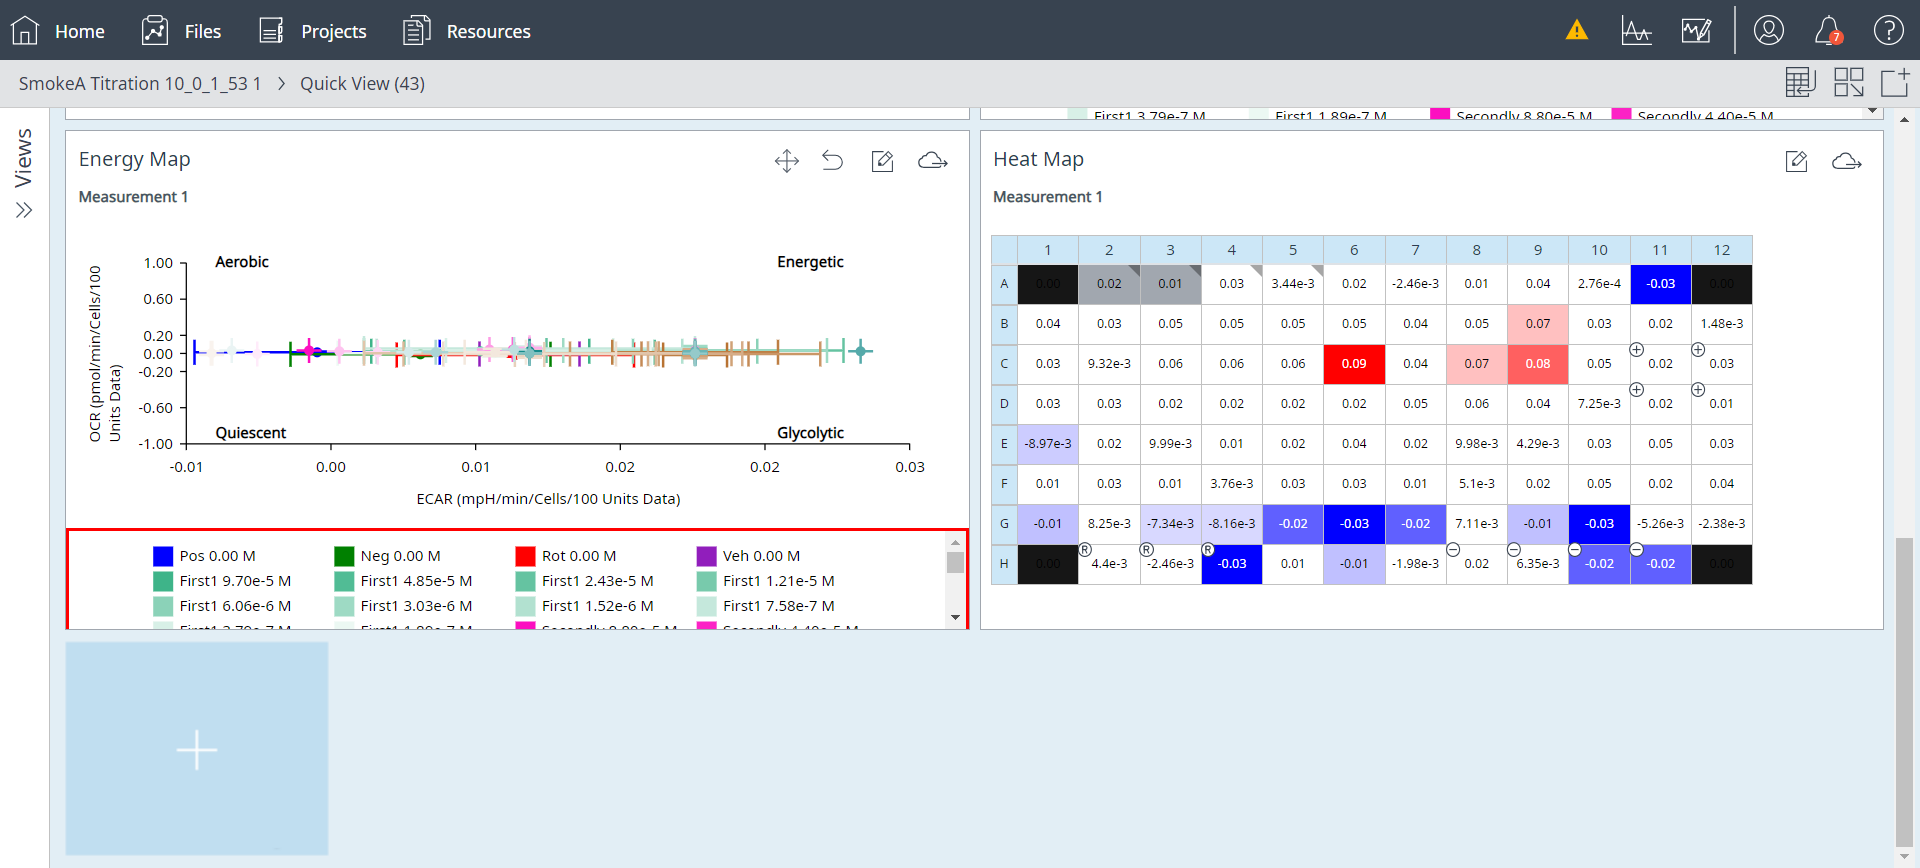 Home Files Projects Resources 7 ?
SmokeA Titration 10_0_1_53 1 > Quick View (43)
Views
First1 3.79e-7 M First1 1.89e-7 M Secondly 8.80e-5 M Secondly 4.40e-5 M
Energy Map
Measurement 1
OCR (pmol/min/Cells/100
Units Data)
1.00
0.60
0.20
0.00
-0.20
-0.60
-1.00
Aerobic Energetic
Quiescent Glycolytic
-0.01 0.00 0.01 0.02 0.02 0.03
ECAR (mpH/min/Cells/100 Units Data)
Pos 0.00 M Neg 0.00 M Rot 0.00 M Veh 0.00 M
First1 9.70e-5 M First1 4.85e-5 M First1 2.43e-5 M First1 1.21e-5 M
First1 6.06e-6 M First1 3.03e-6 M First1 1.52e-6 M First1 7.58e-7 M
First1 3.79e-7 M First1 1.89e-7 M Secondly 8.80e-5 M Secondly 4.40e-5 M
Heat Map
Measurement 1
1 2 3 4 5 6 7 8 9 10 11 12
A 0.00 0.02 0.01 0.03 3.44e-3 0.02 -2.46e-3 0.01 0.04 2.76e-4 -0.03 0.00
B 0.04 0.03 0.05 0.05 0.05 0.05 0.04 0.05 0.07 0.03 0.02 1.48e-3
C 0.03 9.32e-3 0.06 0.06 0.06 0.09 0.04 0.07 0.08 0.05 0.02 0.03
D 0.03 0.03 0.02 0.02 0.02 0.02 0.05 0.06 0.04 7.25e-3 0.02 0.01
E -8.97e-3 0.02 9.99e-3 0.01 0.02 0.04 0.02 9.98e-3 4.29e-3 0.03 0.05 0.03
F 0.01 0.03 0.01 3.76e-3 0.03 0.03 0.01 5.1e-3 0.02 0.05 0.02 0.04
G -0.01 8.25e-3 -7.34e-3 -8.16e-3 -0.02 -0.03 -0.02 7.11e-3 -0.01 -0.03 -5.26e-3 -2.38e-3
R R R
H 0.00 4.4e-3 -2.46e-3 -0.03 0.01 -0.01 -1.98e-3 0.02 6.35e-3 -0.02 -0.02 0.00